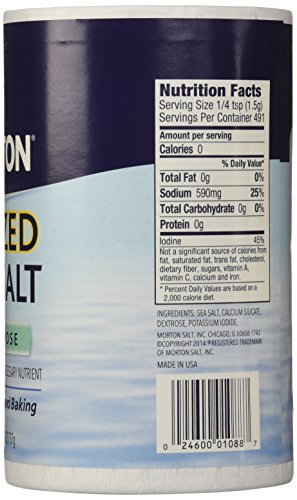 TON®
ZED
ALT
OSE
NUTRIENT
and Baking
Nutrition Facts
Serving Size 1/4 tsp (1.5g)
Servings Per Container 491
Amount per serving
Calories 0
% Daily Value*
Total Fat 0g 0%
Sodium 590mg 25%
Total Carbohydrate 0g 0%
Protein 0g
Iodine 45%
Not a significant source of calories from
fat, saturated fat, trans fat, cholesterol,
dietary fiber, sugars, vitamin A,
vitamin C, calcium and iron.
* Percent Daily Values are based on a
2,000 calorie diet.
INGREDIENTS: SEA SALT, CALCIUM SILICATE,
DEXTROSE, POTASSIUM IODIDE.
MORTON SALT, INC. CHICAGO, IL 60606 1743
©COPYRIGHT 2014 ®REGISTERED TRADEMARK
OF MORTON SALT, INC
MADE IN USA
0 24600 01088 7